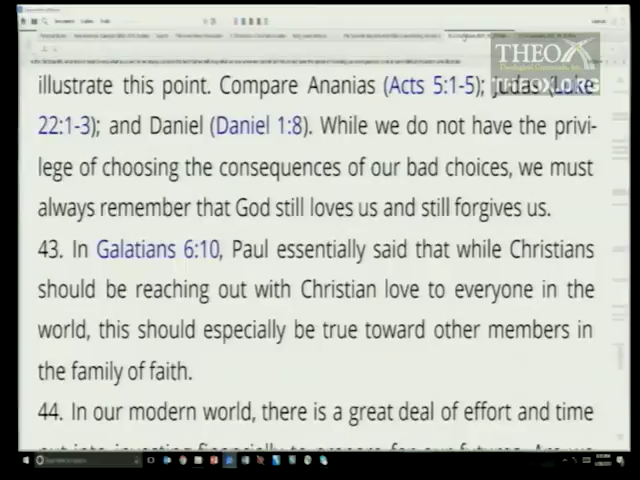 THEOX
THEOX.ORG
illustrate this point. Compare Ananias (Acts 5:1-5); Judas (Luke
22:1-3); and Daniel (Daniel 1:8). While we do not have the privi-
lege of choosing the consequences of our bad choices, we must
always remember that God still loves us and still forgives us.
43. In Galatians 6:10, Paul essentially said that while Christians
should be reaching out with Christian love to everyone in the
world, this should especially be true toward other members in
the family of faith.
44. In our modern world, there is a great deal of effort and time